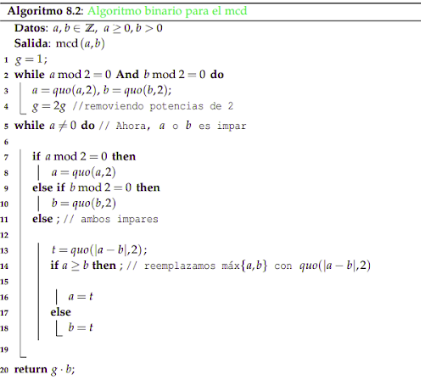 Algoritmo 8.2: Algoritmo binario para el mcd
Datos: a, b ∈ ℤ, a ≥ 0, b > 0
Salida: mcd (a, b)
1 g = 1;
2 while a mod 2 = 0 And b mod 2 = 0 do
3 a = quo(a, 2), b = quo(b, 2);
4 g = 2g //removiendo potencias de 2
5 while a ≠ 0 do // Ahora, a o b es impar
6
7 if a mod 2 = 0 then
8 a = quo(a, 2)
9 else if b mod 2 = 0 then
10 b = quo(b, 2)
11 else ; // ambos impares
12
13 t = quo(|a − b|, 2);
14 if a ≥ b then ; // reemplazamos máx{a, b} con quo(|a − b|, 2)
15
16 a = t
17 else
18 b = t
19
20 return g · b;